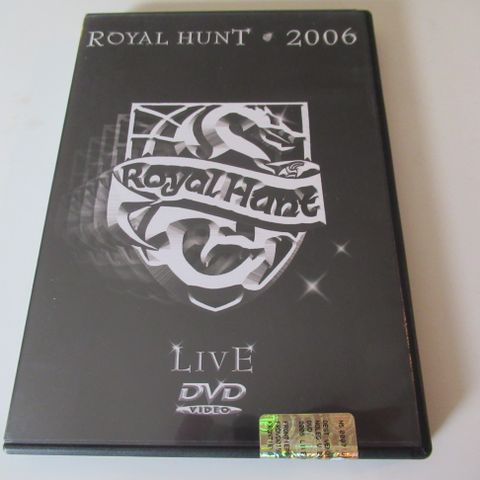 ROYAL HUNT • 2006
Royal Hunt
LIVE
DVD
VIDEO